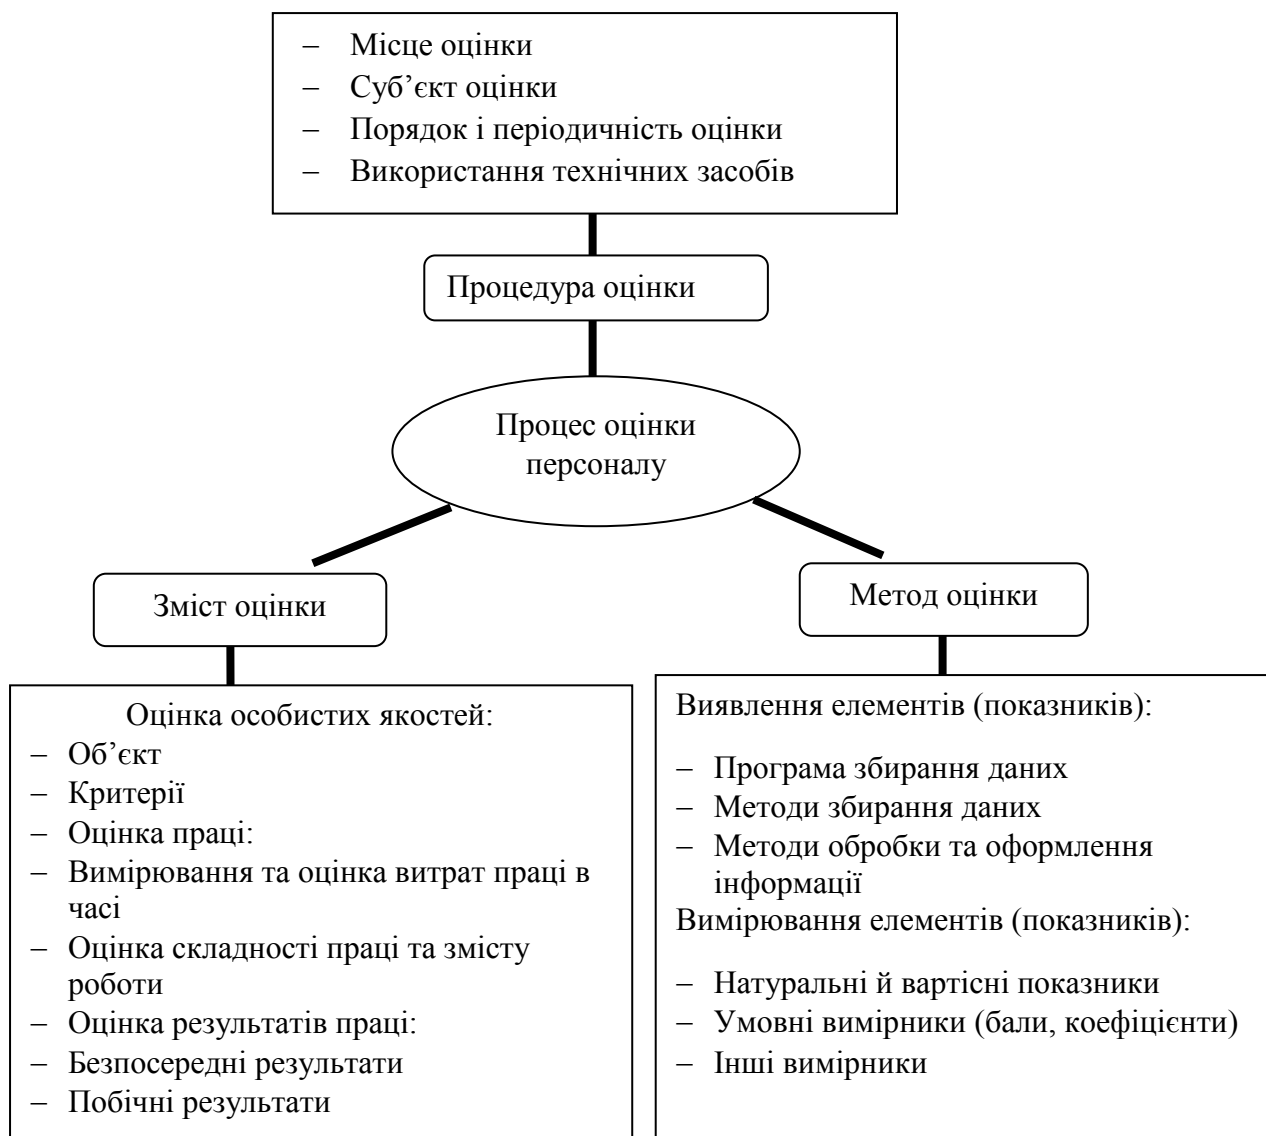 – Місце оцінки
– Суб’єкт оцінки
– Порядок і періодичність оцінки
– Використання технічних засобів
Процедура оцінки
Процес оцінки
персоналу
Зміст оцінки
Метод оцінки
Оцінка особистих якостей:
– Об’єкт
– Критерії
– Оцінка праці:
– Вимірювання та оцінка витрат праці в
часі
– Оцінка складності праці та змісту
роботи
– Оцінка результатів праці:
– Безпосередні результати
– Побічні результати
Виявлення елементів (показників):
– Програма збирання даних
– Методи збирання даних
– Методи обробки та оформлення
інформації
Вимірювання елементів (показників):
– Натуральні й вартісні показники
– Умовні вимірники (бали, коефіцієнти)
– Інші вимірники